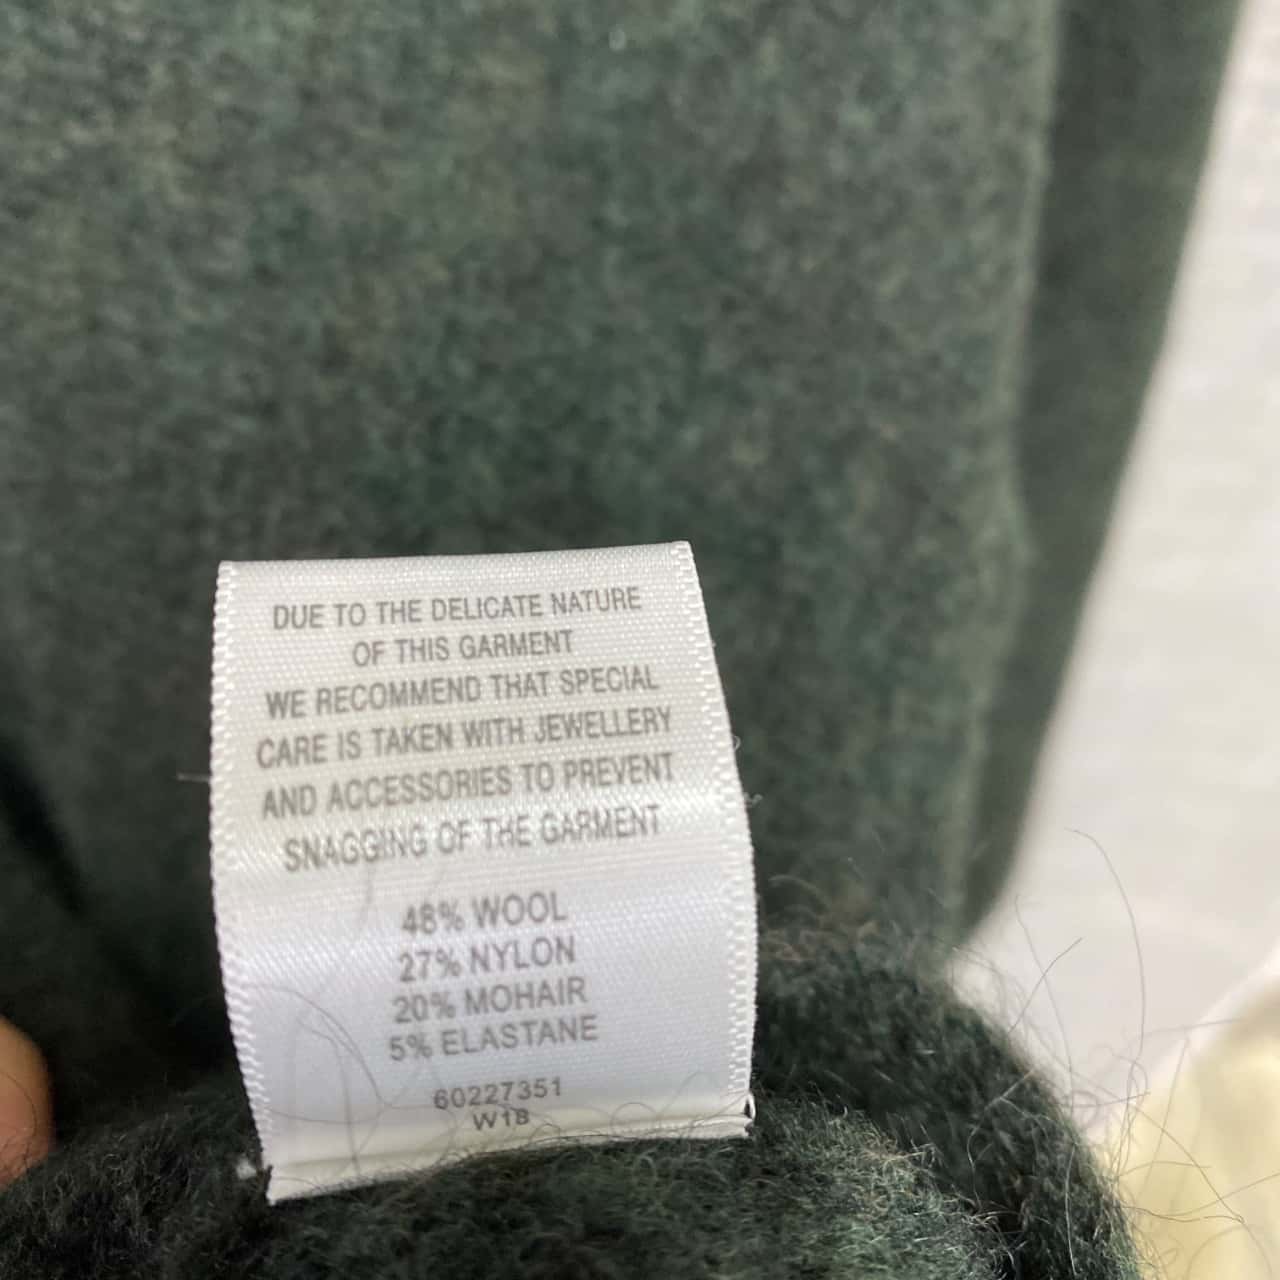 DUE TO THE DELICATE NATURE
OF THIS GARMENT
WE RECOMMEND THAT SPECIAL
CARE IS TAKEN WITH JEWELLERY
AND ACCESSORIES TO PREVENT
SNAGGING OF THE GARMENT
48% WOOL
27% NYLON
20% MOHAIR
5% ELASTANE
60227351
W18